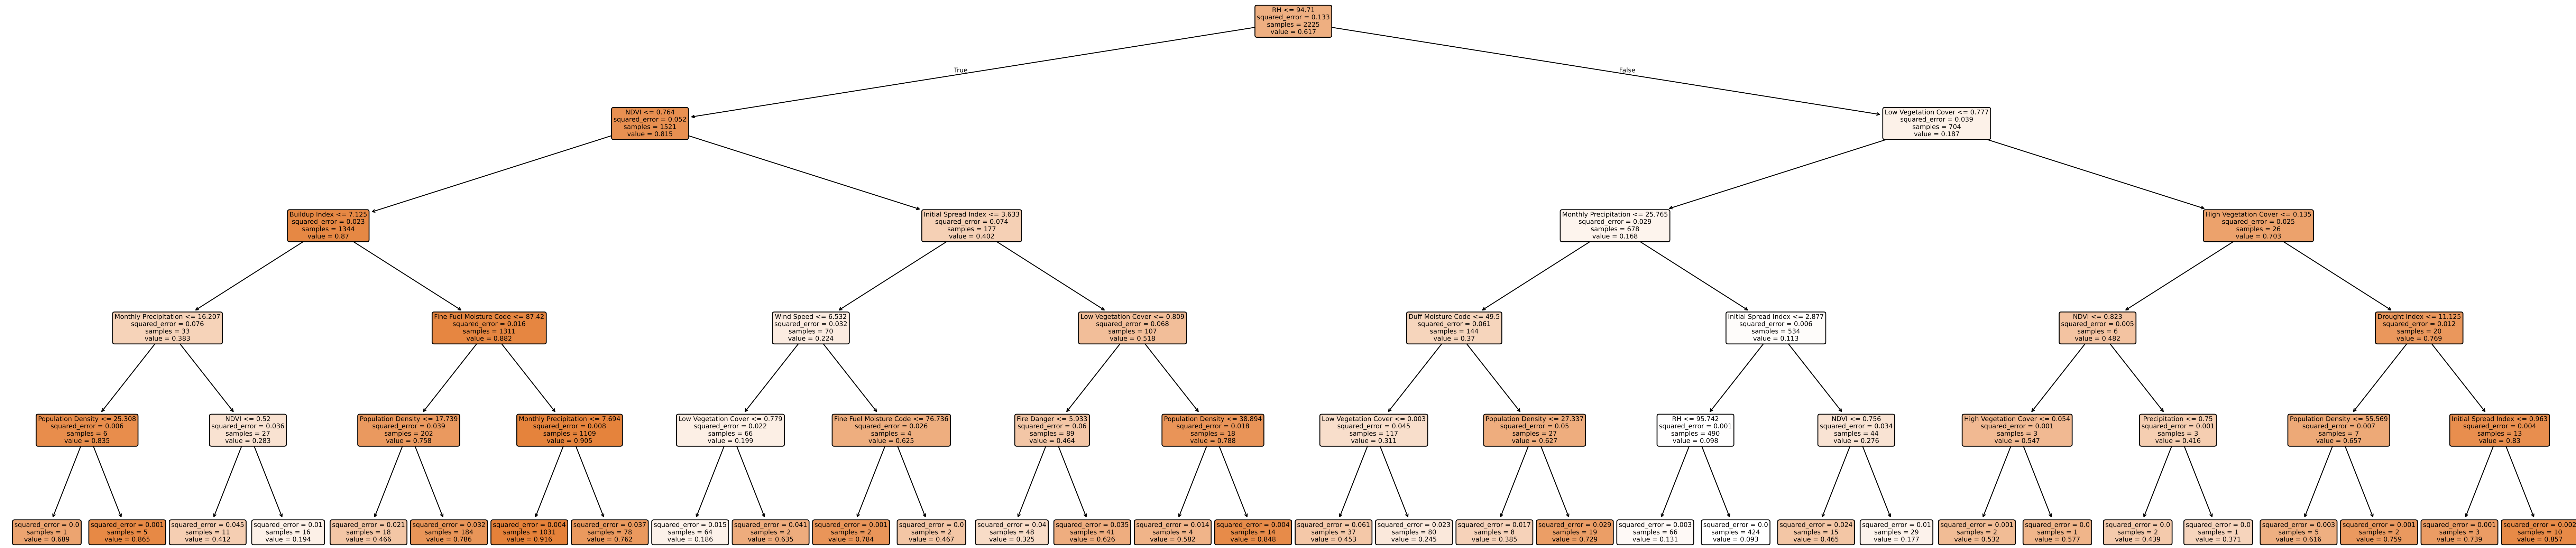 RH <= 94.71
squared_error = 0.133
samples = 2225
value = 0.617
True
False
NDVI <= 0.764
squared_error = 0.052
samples = 1521
value = 0.815
Low Vegetation Cover <= 0.777
squared_error = 0.039
samples = 704
value = 0.187
Buildup Index <= 7.125
squared_error = 0.023
samples = 1344
value = 0.87
Initial Spread Index <= 3.633
squared_error = 0.074
samples = 177
value = 0.402
Monthly Precipitation <= 25.765
squared_error = 0.029
samples = 678
value = 0.168
High Vegetation Cover <= 0.135
squared_error = 0.025
samples = 26
value = 0.703
Monthly Precipitation <= 16.207
squared_error = 0.076
samples = 33
value = 0.383
Fine Fuel Moisture Code <= 87.42
squared_error = 0.016
samples = 1311
value = 0.882
Wind Speed <= 6.532
squared_error = 0.032
samples = 70
value = 0.224
Low Vegetation Cover <= 0.809
squared_error = 0.068
samples = 107
value = 0.518
Duff Moisture Code <= 49.5
squared_error = 0.061
samples = 144
value = 0.37
Initial Spread Index <= 2.877
squared_error = 0.006
samples = 534
value = 0.113
NDVI <= 0.823
squared_error = 0.005
samples = 6
value = 0.482
Drought Index <= 11.125
squared_error = 0.012
samples = 20
value = 0.769
Population Density <= 25.308
squared_error = 0.006
samples = 6
value = 0.835
NDVI <= 0.52
squared_error = 0.036
samples = 27
value = 0.283
Population Density <= 17.739
squared_error = 0.039
samples = 202
value = 0.758
Monthly Precipitation <= 7.694
squared_error = 0.008
samples = 1109
value = 0.905
Low Vegetation Cover <= 0.779
squared_error = 0.022
samples = 66
value = 0.199
Fine Fuel Moisture Code <= 76.736
squared_error = 0.026
samples = 4
value = 0.625
Fire Danger <= 5.933
squared_error = 0.06
samples = 89
value = 0.464
Population Density <= 38.894
squared_error = 0.018
samples = 18
value = 0.788
Low Vegetation Cover <= 0.003
squared_error = 0.045
samples = 117
value = 0.311
Population Density <= 27.337
squared_error = 0.05
samples = 27
value = 0.627
RH <= 95.742
squared_error = 0.001
samples = 490
value = 0.098
NDVI <= 0.756
squared_error = 0.034
samples = 44
value = 0.276
High Vegetation Cover <= 0.054
squared_error = 0.001
samples = 3
value = 0.547
Precipitation <= 0.75
squared_error = 0.001
samples = 3
value = 0.416
Population Density <= 55.569
squared_error = 0.007
samples = 7
value = 0.657
Initial Spread Index <= 0.963
squared_error = 0.004
samples = 13
value = 0.83
squared_error = 0.0
samples = 1
value = 0.689
squared_error = 0.001
samples = 5
value = 0.865
squared_error = 0.045
samples = 11
value = 0.412
squared_error = 0.01
samples = 16
value = 0.194
squared_error = 0.021
samples = 18
value = 0.466
squared_error = 0.032
samples = 184
value = 0.786
squared_error = 0.004
samples = 1031
value = 0.916
squared_error = 0.037
samples = 78
value = 0.762
squared_error = 0.015
samples = 64
value = 0.186
squared_error = 0.041
samples = 2
value = 0.635
squared_error = 0.001
samples = 2
value = 0.784
squared_error = 0.0
samples = 2
value = 0.467
squared_error = 0.04
samples = 48
value = 0.325
squared_error = 0.035
samples = 41
value = 0.626
squared_error = 0.014
samples = 4
value = 0.582
squared_error = 0.004
samples = 14
value = 0.848
squared_error = 0.061
samples = 37
value = 0.453
squared_error = 0.023
samples = 80
value = 0.245
squared_error = 0.017
samples = 8
value = 0.385
squared_error = 0.029
samples = 19
value = 0.729
squared_error = 0.003
samples = 66
value = 0.131
squared_error = 0.0
samples = 424
value = 0.093
squared_error = 0.024
samples = 15
value = 0.465
squared_error = 0.01
samples = 29
value = 0.177
squared_error = 0.001
samples = 2
value = 0.532
squared_error = 0.0
samples = 1
value = 0.577
squared_error = 0.0
samples = 2
value = 0.439
squared_error = 0.0
samples = 1
value = 0.371
squared_error = 0.003
samples = 5
value = 0.616
squared_error = 0.001
samples = 2
value = 0.759
squared_error = 0.001
samples = 3
value = 0.739
squared_error = 0.002
samples = 10
value = 0.857